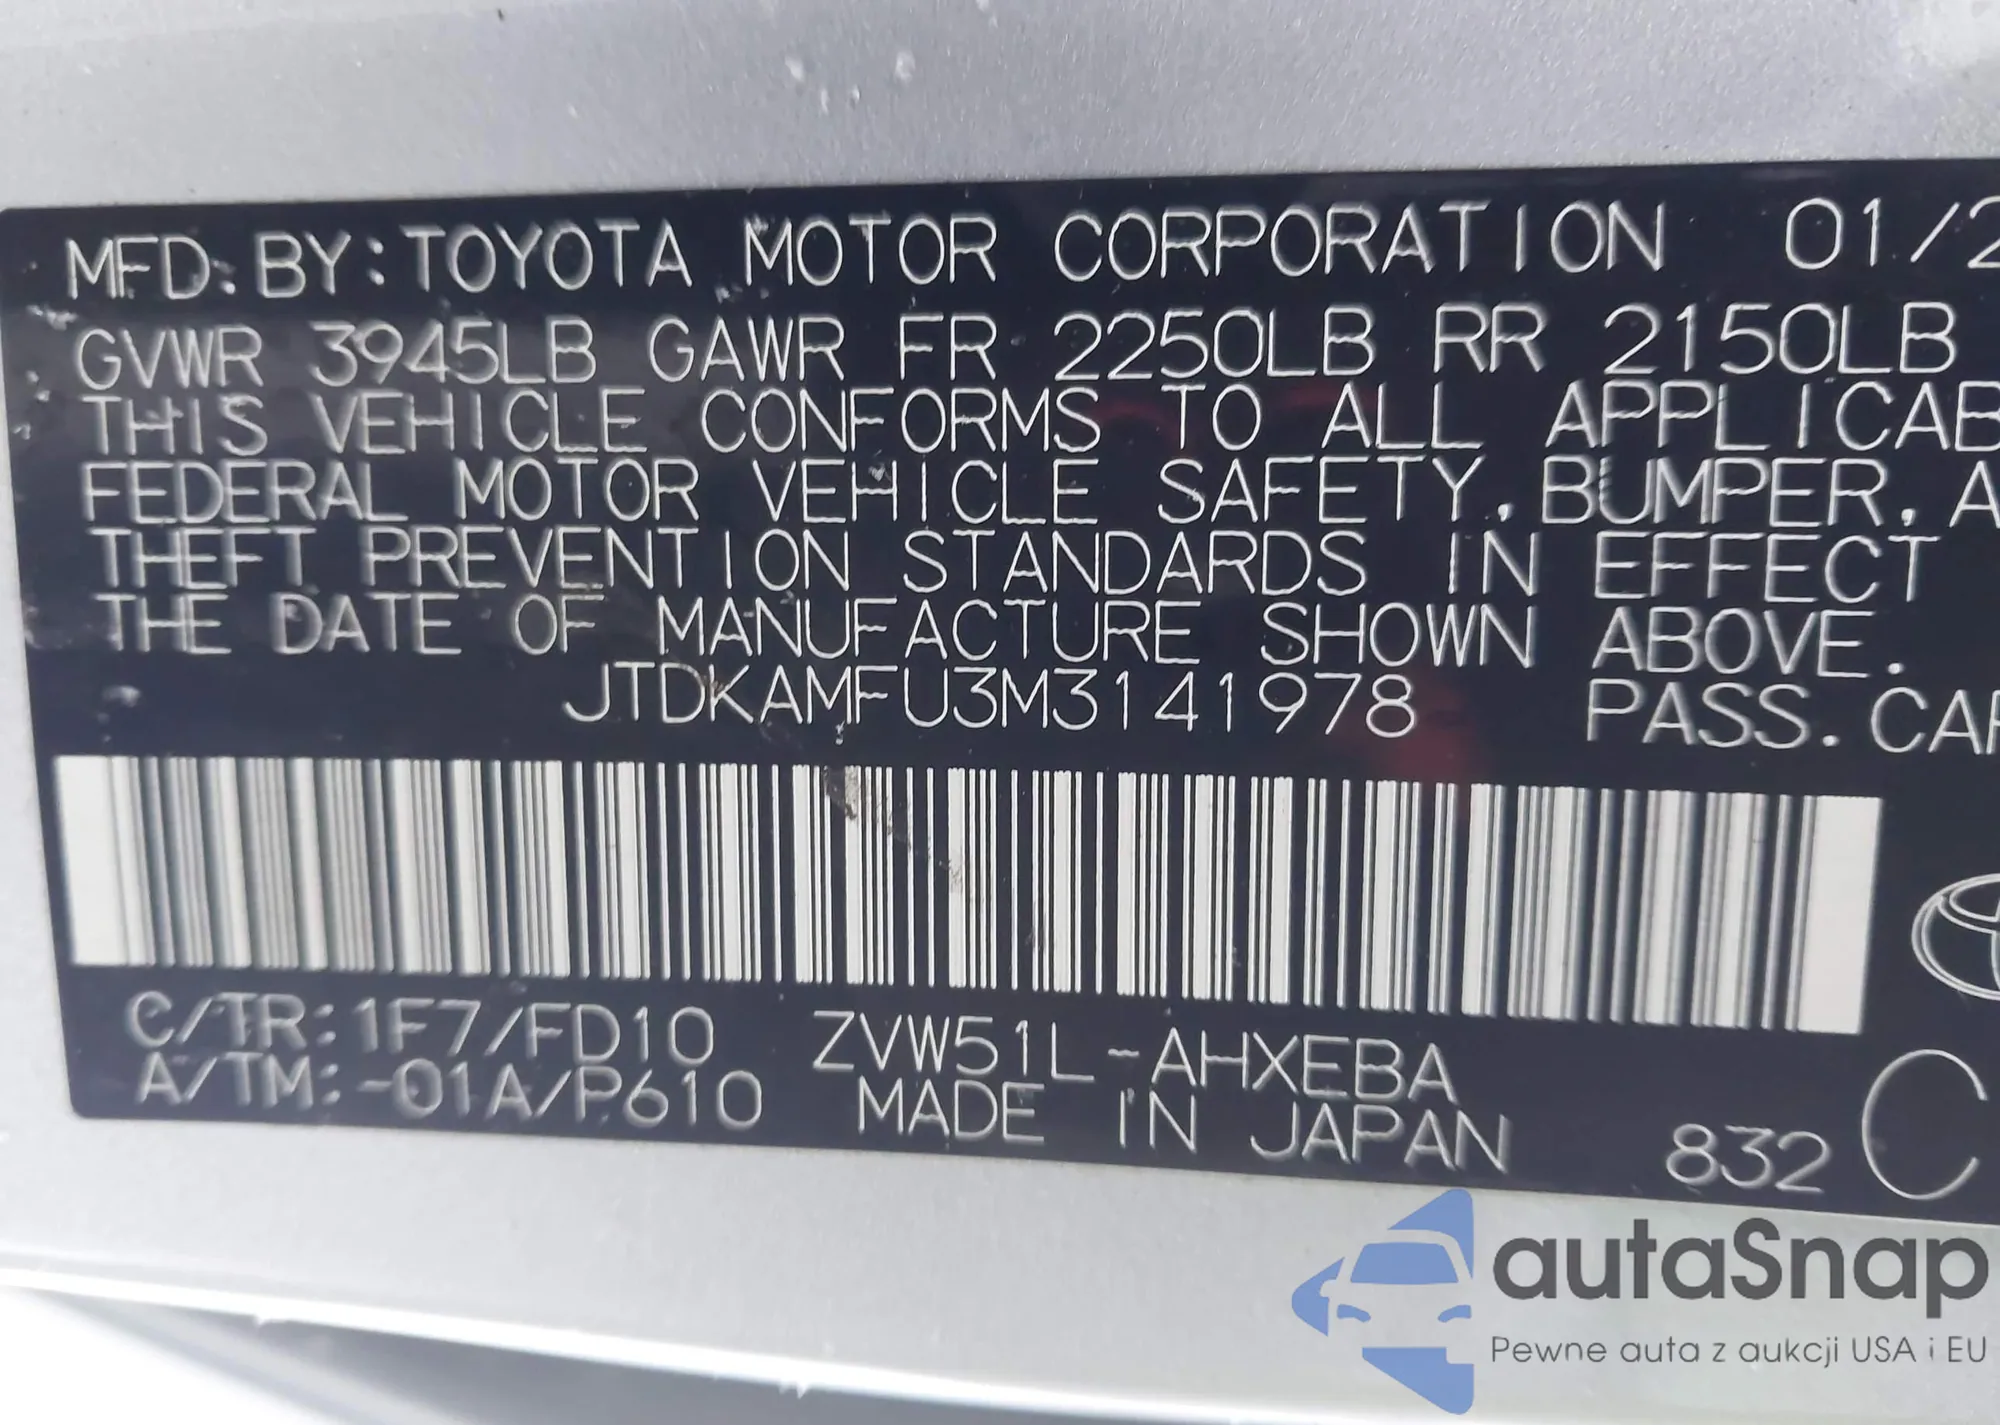 MFD. BY: TOYOTA MOTOR CORPORATION 01/2
GVWR 3945LB GAWR FR 2250LB RR 2150LB
THIS VEHICLE CONFORMS TO ALL APPLICAB
FEDERAL MOTOR VEHICLE SAFETY, BUMPER, A
THEFT PREVENTION STANDARDS IN EFFECT
THE DATE OF MANUFACTURE SHOWN ABOVE.
JTDKAMFU3M3141978 PASS. CAR
C/TR: 1F7/FD10 ZVW51L-AHXEBA
A/TM: -01A/P610 MADE IN JAPAN 832 C
autaSnap
Pewne auta z aukcji USA i EU